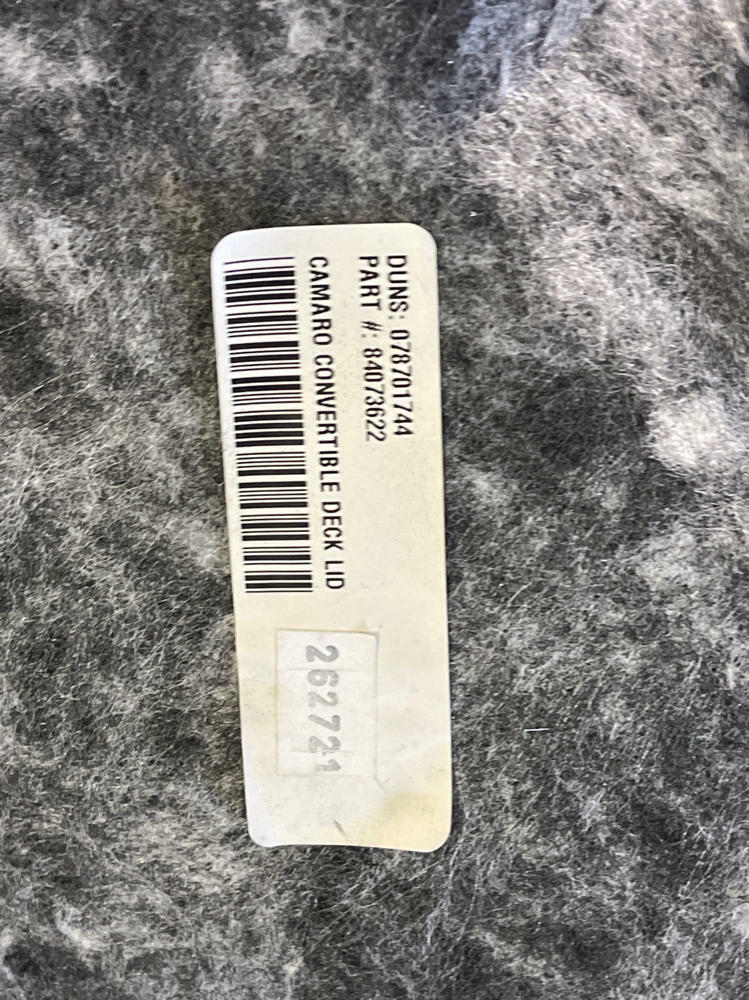 DUNS: 078701744
PART #: 84073622
CAMARO CONVERTIBLE DECK LID
262721